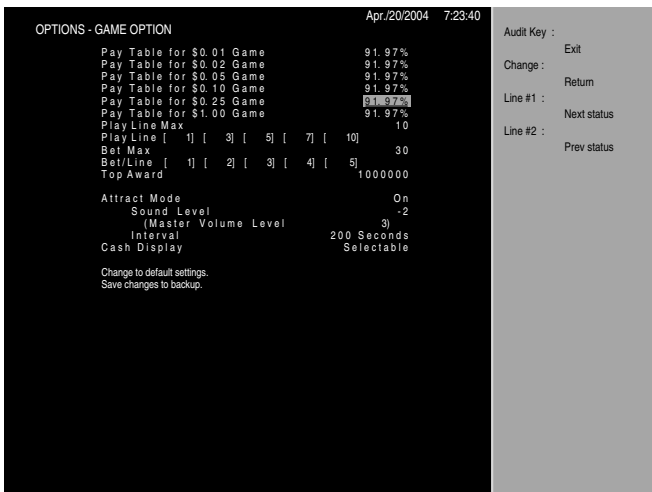 Apr./20/2004 7:23:40
OPTIONS - GAME OPTION
Pay Table for $0.01 Game 91.97%
Pay Table for $0.02 Game 91.97%
Pay Table for $0.05 Game 91.97%
Pay Table for $0.10 Game 91.97%
Pay Table for $0.25 Game 91.97%
Pay Table for $1.00 Game 91.97%
Play Line Max 10
Play Line [ 1] [ 3] [ 5] [ 7] [ 10]
Bet Max 30
Bet/Line [ 1] [ 2] [ 3] [ 4] [ 5]
Top Award 1000000
Attract Mode On
Sound Level -2
(Master Volume Level 3)
Interval 200 Seconds
Cash Display Selectable
Change to default settings.
Save changes to backup.
Audit Key :
Exit
Change :
Return
Line #1 :
Next status
Line #2 :
Prev status